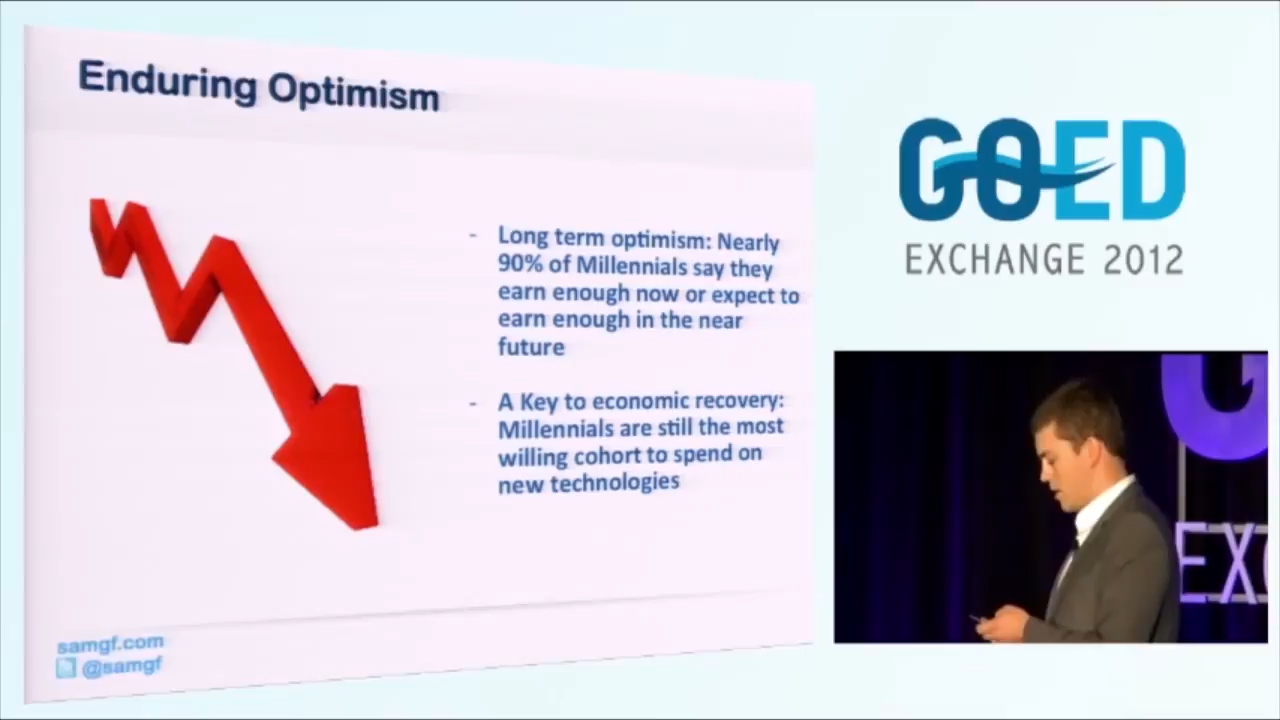 Enduring Optimism
- Long term optimism: Nearly
90% of Millennials say they
earn enough now or expect to
earn enough in the near
future
- A Key to economic recovery:
Millennials are still the most
willing cohort to spend on
new technologies
samgf.com
@samgf
GOED
EXCHANGE 2012
G
EXC